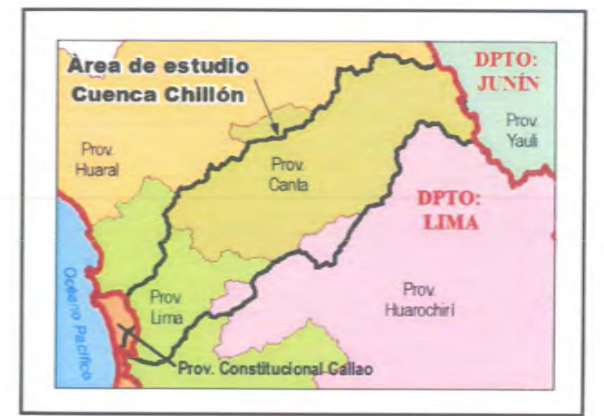 Àrea de estudio
Cuenca Chillón
DPTO:
JUNÍN
Prov.
Yauli
Prov.
Huaral
Prov.
Canta
DPTO:
LIMA
Océano Pacífico
Prov.
Lima
Prov.
Huarochirí
Prov. Constitucional Callao